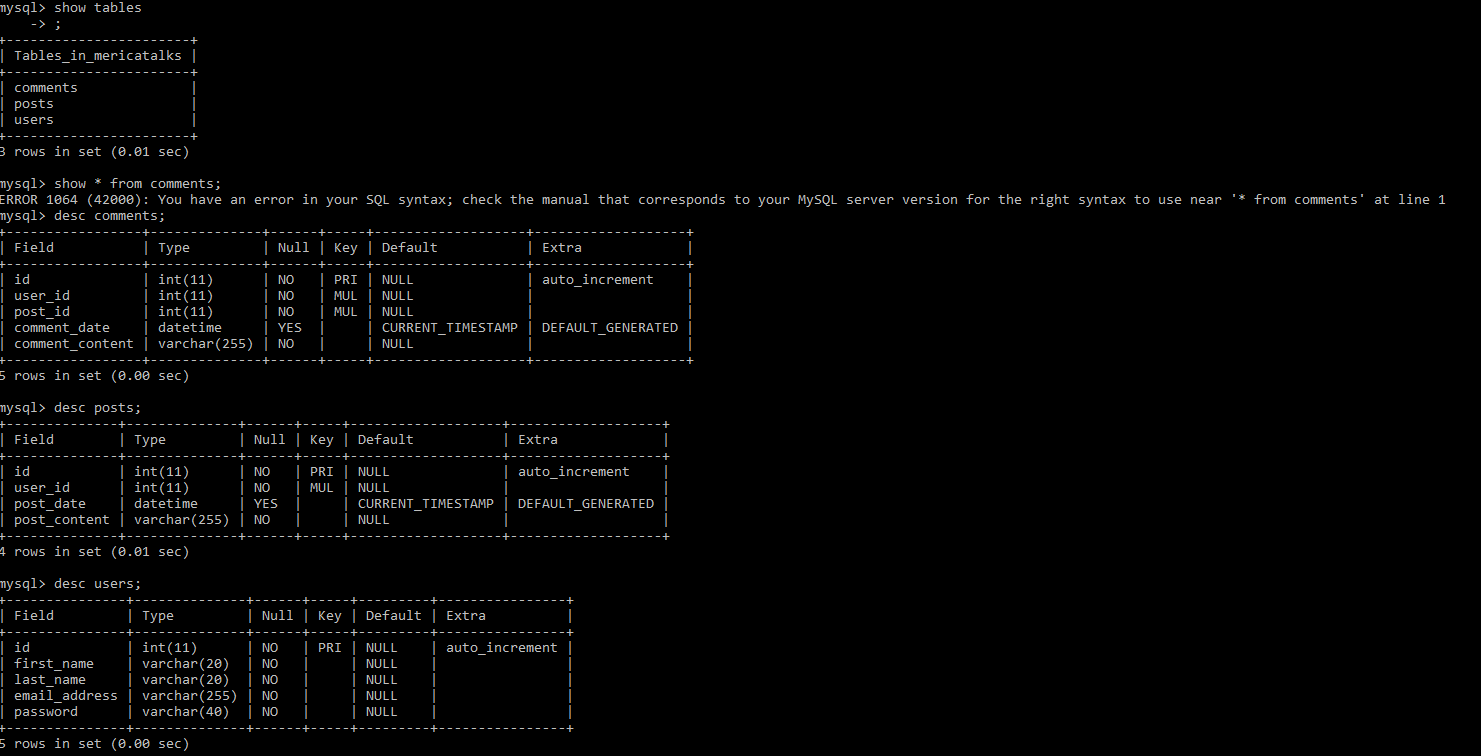 mysql> show tables
    -> ;
+-----------------------+
| Tables_in_mericatalks |
+-----------------------+
| comments              |
| posts                 |
| users                 |
+-----------------------+
3 rows in set (0.01 sec)
mysql> show * from comments;
ERROR 1064 (42000): You have an error in your SQL syntax; check the manual that corresponds to your MySQL server version for the right syntax to use near '* from comments' at line 1
mysql> desc comments;
+-----------------+--------------+------+-----+-------------------+-------------------+
| Field           | Type         | Null | Key | Default           | Extra             |
+-----------------+--------------+------+-----+-------------------+-------------------+
| id              | int(11)      | NO   | PRI | NULL              | auto_increment    |
| user_id         | int(11)      | NO   | MUL | NULL              |                   |
| post_id         | int(11)      | NO   | MUL | NULL              |                   |
| comment_date    | datetime     | YES  |     | CURRENT_TIMESTAMP | DEFAULT_GENERATED |
| comment_content | varchar(255) | NO   |     | NULL              |                   |
+-----------------+--------------+------+-----+-------------------+-------------------+
5 rows in set (0.00 sec)
mysql> desc posts;
+--------------+--------------+------+-----+-------------------+-------------------+
| Field        | Type         | Null | Key | Default           | Extra             |
+--------------+--------------+------+-----+-------------------+-------------------+
| id           | int(11)      | NO   | PRI | NULL              | auto_increment    |
| user_id      | int(11)      | NO   | MUL | NULL              |                   |
| post_date    | datetime     | YES  |     | CURRENT_TIMESTAMP | DEFAULT_GENERATED |
| post_content | varchar(255) | NO   |     | NULL              |                   |
+--------------+--------------+------+-----+-------------------+-------------------+
4 rows in set (0.01 sec)
mysql> desc users;
+---------------+--------------+------+-----+---------+----------------+
| Field         | Type         | Null | Key | Default | Extra          |
+---------------+--------------+------+-----+---------+----------------+
| id            | int(11)      | NO   | PRI | NULL    | auto_increment |
| first_name    | varchar(20)  | NO   |     | NULL    |                |
| last_name     | varchar(20)  | NO   |     | NULL    |                |
| email_address | varchar(255) | NO   |     | NULL    |                |
| password      | varchar(40)  | NO   |     | NULL    |                |
+---------------+--------------+------+-----+---------+----------------+
5 rows in set (0.00 sec)